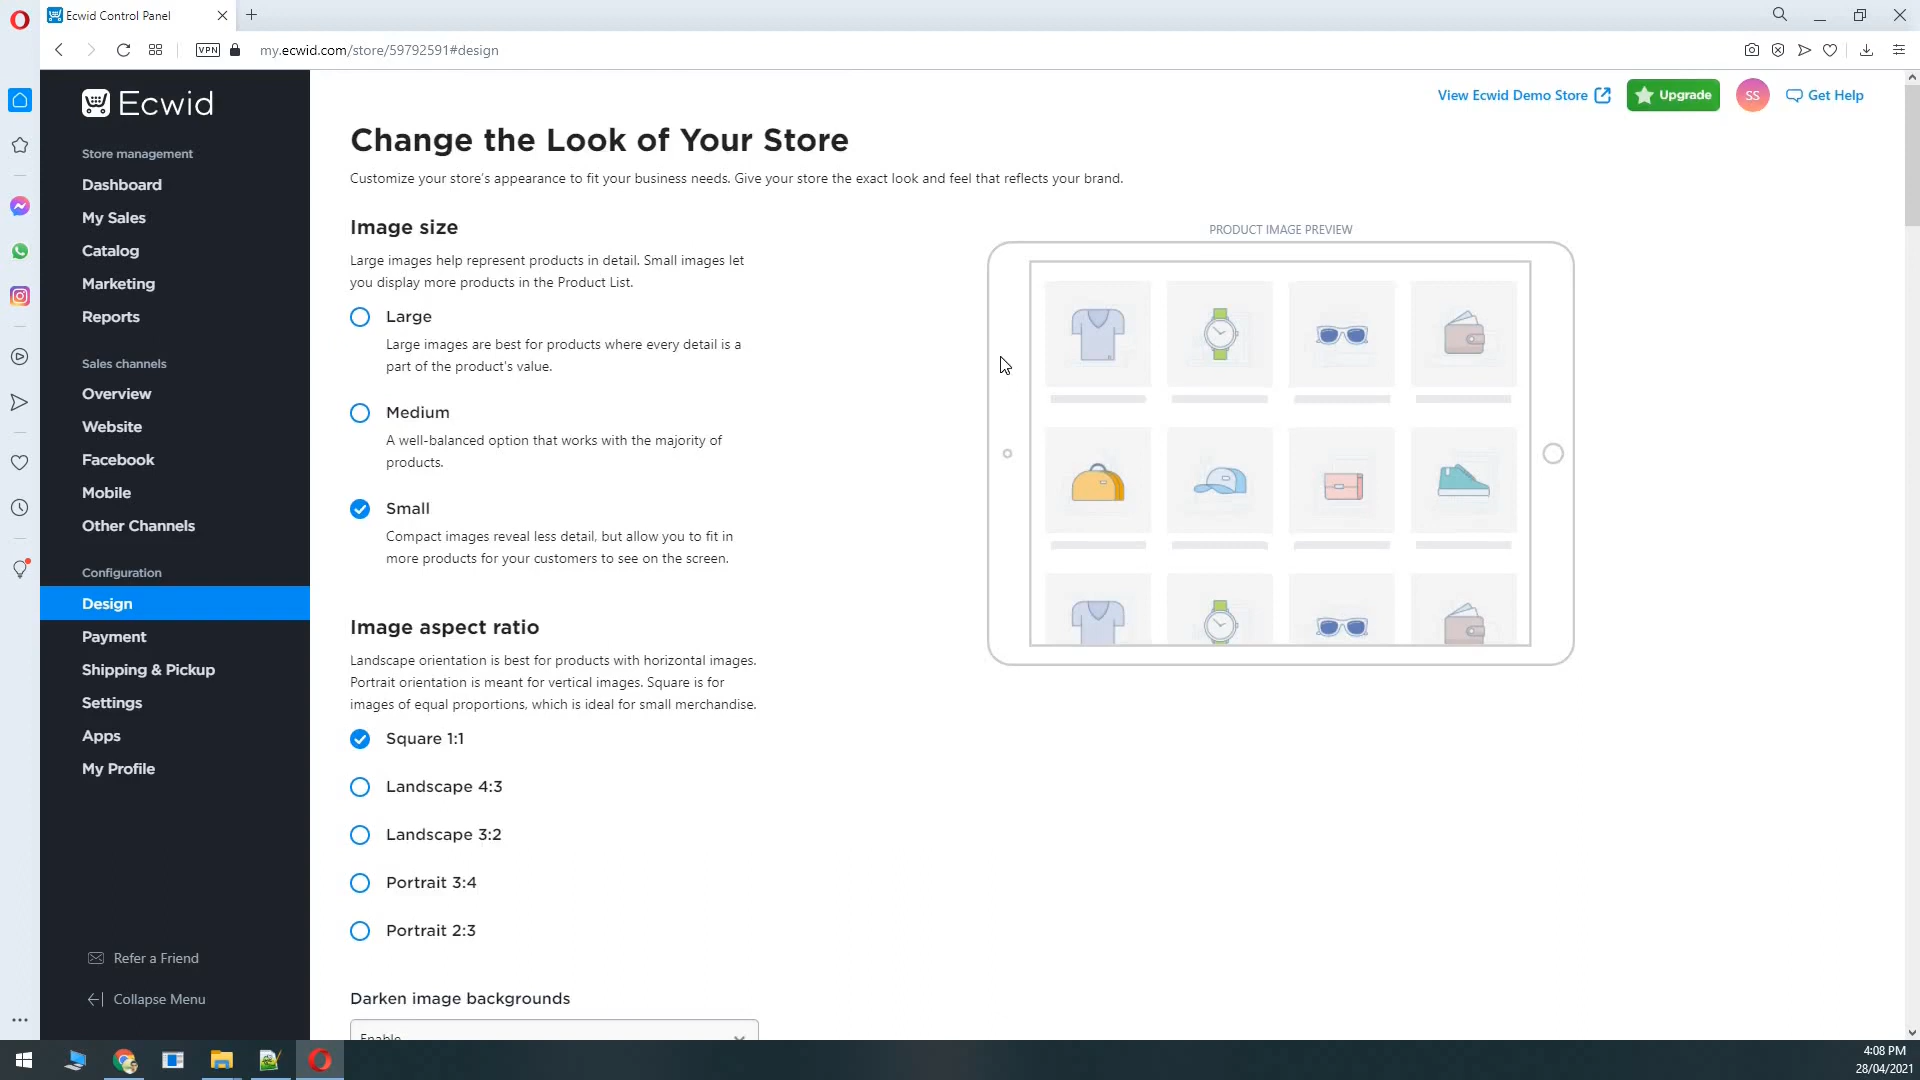 Ecwid Control Panel
VPN
my.ecwid.com/store/59792591#design
Ecwid
Store management
Dashboard
My Sales
Catalog
Marketing
Reports
Sales channels
Overview
Website
Facebook
Mobile
Other Channels
Configuration
Design
Payment
Shipping & Pickup
Settings
Apps
My Profile
Refer a Friend
Collapse Menu
View Ecwid Demo Store
Upgrade
SS
Get Help
Change the Look of Your Store
Customize your store's appearance to fit your business needs. Give your store the exact look and feel that reflects your brand.
Image size
Large images help represent products in detail. Small images let
you display more products in the Product List.
Large
Large images are best for products where every detail is a
part of the product's value.
Medium
A well-balanced option that works with the majority of
products.
Small
Compact images reveal less detail, but allow you to fit in
more products for your customers to see on the screen.
Image aspect ratio
Landscape orientation is best for products with horizontal images.
Portrait orientation is meant for vertical images. Square is for
images of equal proportions, which is ideal for small merchandise.
Square 1:1
Landscape 4:3
Landscape 3:2
Portrait 3:4
Portrait 2:3
Darken image backgrounds
Enable
PRODUCT IMAGE PREVIEW
4:08 PM
28/04/2021